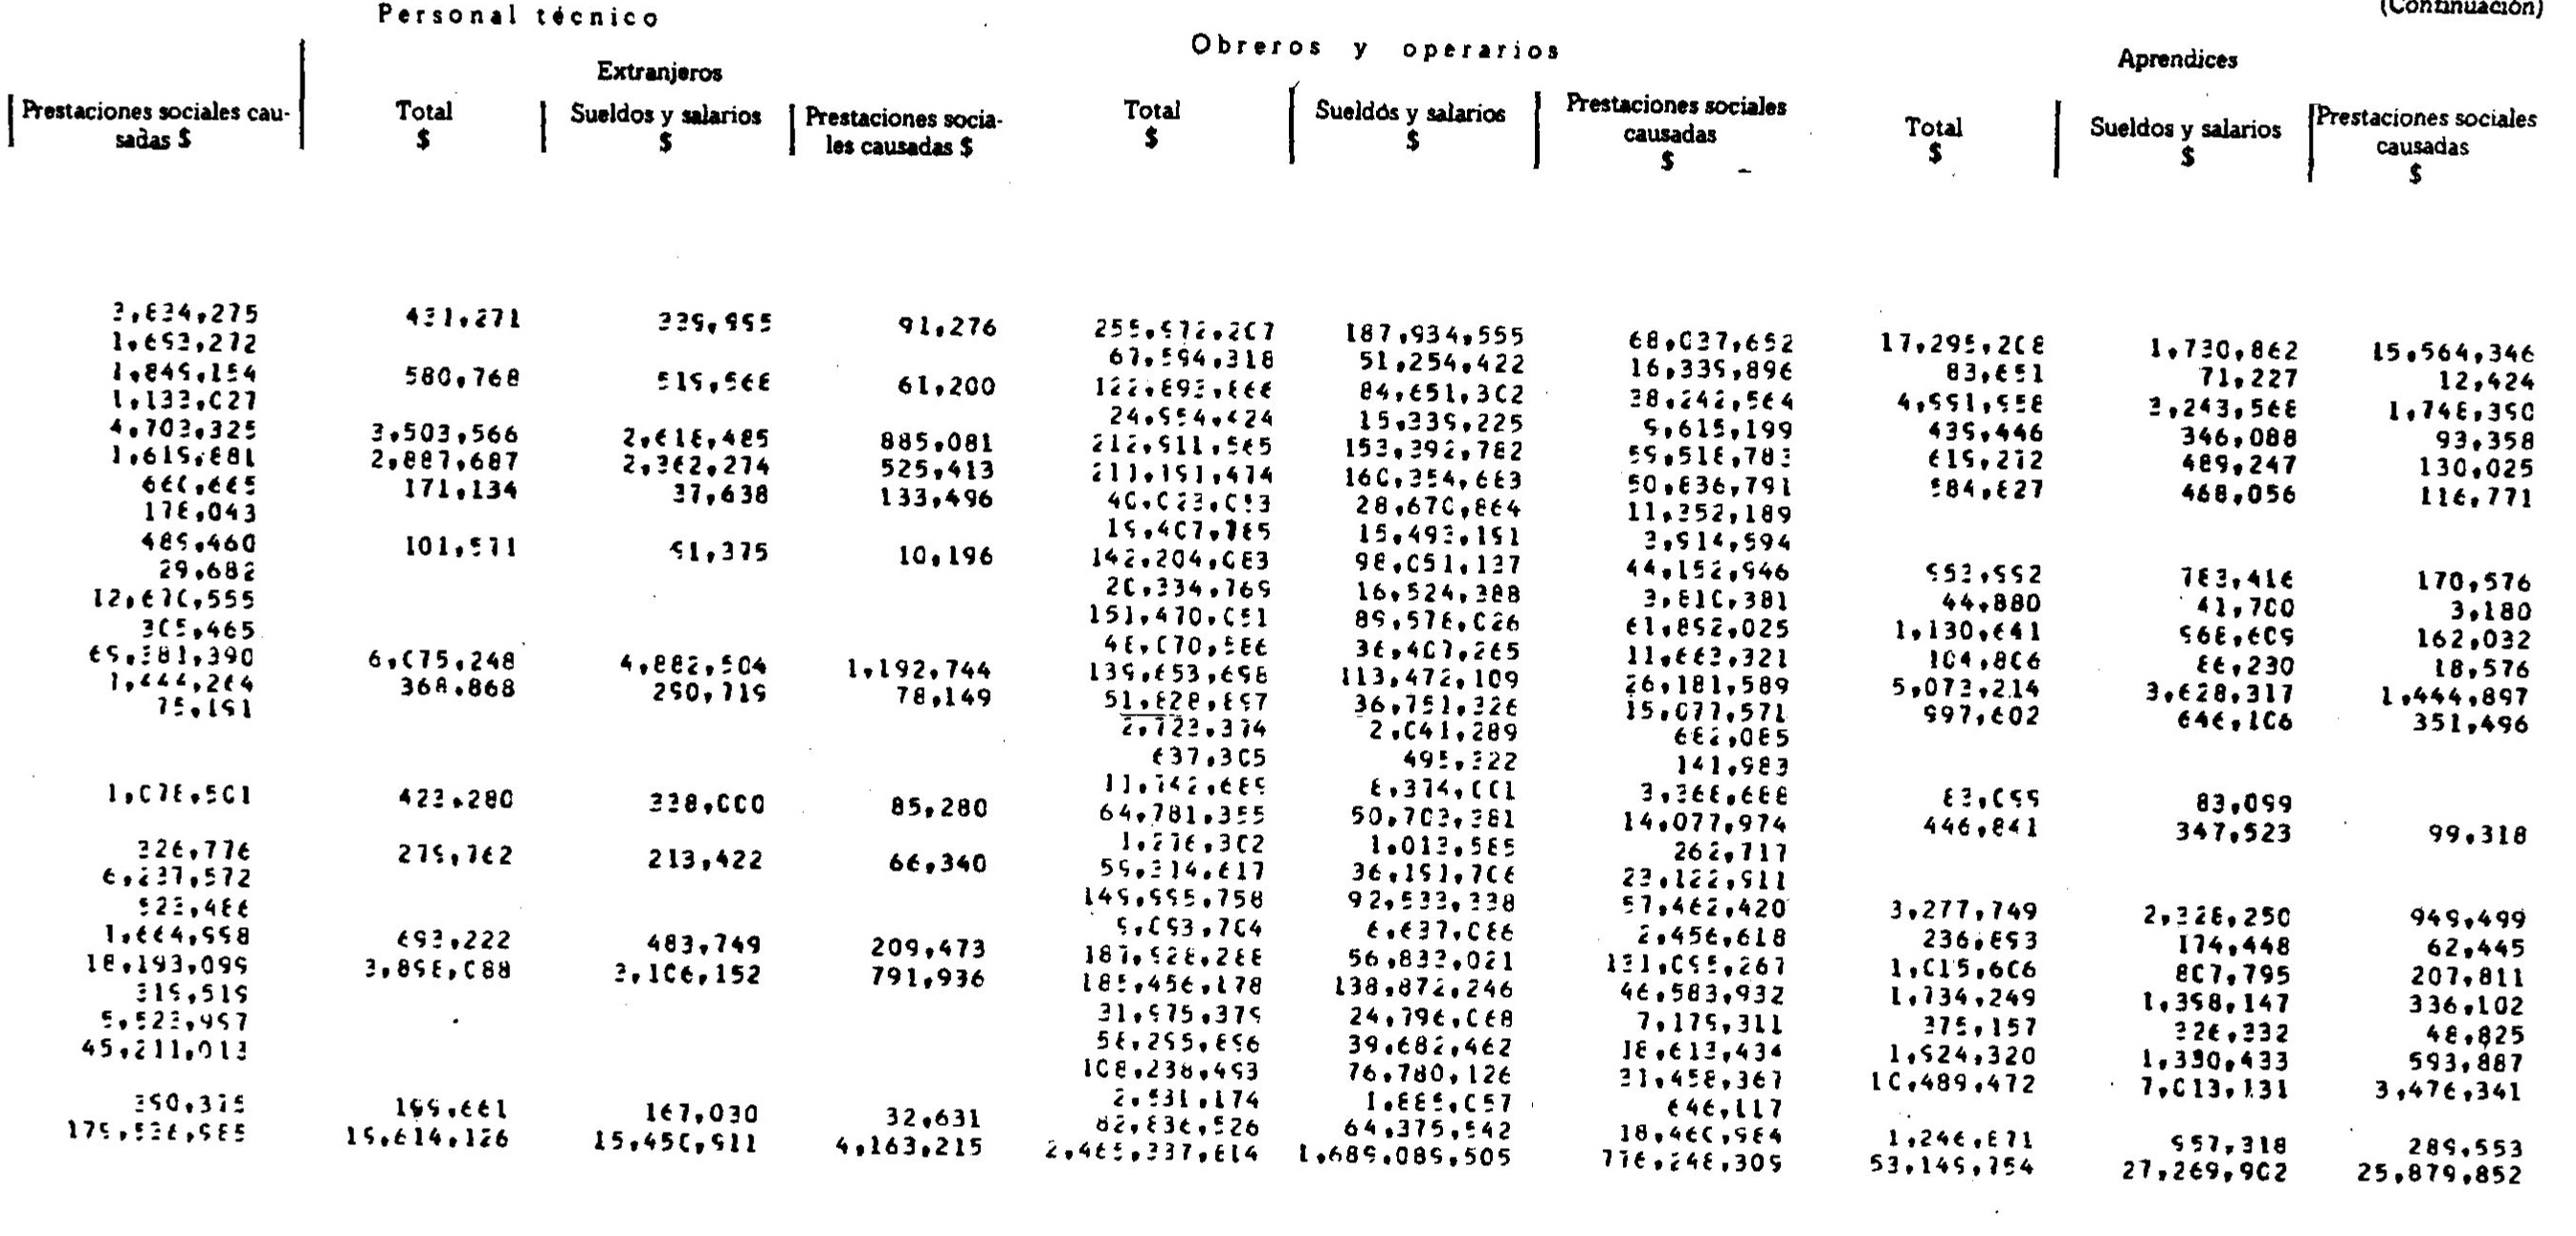 (Continuación)
Personal técnico
Obreros y operarios
Extranjeros
Aprendices
Prestaciones sociales cau-
sadas $
Total
$
Sueldos y salarios
$
Prestaciones socia-
les causadas $
Total
$
Sueldos y salarios
$
Prestaciones sociales
causadas
$
Total
$
Sueldos y salarios
$
Prestaciones sociales
causadas
$
3,834,275 431,271 339,995 91,276 255,972,207 187,934,555 68,037,652 17,295,208 1,730,862 15,564,346
1,693,272 67,594,318 51,254,422 16,339,896 83,651 71,227 12,424
1,849,154 580,768 519,568 61,200 122,893,866 84,651,302 38,242,564 4,991,958 3,243,568 1,748,390
1,133,027 24,954,424 15,339,225 9,615,199 439,446 346,088 93,358
4,703,325 3,503,566 2,618,485 885,081 212,911,565 153,392,782 59,518,783 619,272 489,247 130,025
1,619,881 2,887,687 2,362,274 525,413 211,191,474 160,354,683 50,836,791 584,827 468,056 116,771
660,665 171,134 37,638 133,496 40,023,053 28,670,864 11,352,189
178,043 19,407,785 15,493,191 3,914,594
489,460 101,571 91,375 10,196 142,204,083 98,051,137 44,152,946 953,992 783,416 170,576
29,682 20,334,769 16,524,388 3,810,381 44,880 41,700 3,180
12,670,555 151,470,051 89,578,026 61,892,025 1,130,641 968,609 162,032
305,465 48,070,586 36,407,265 11,663,321 104,806 86,230 18,576
69,381,390 6,075,248 4,882,504 1,192,744 139,653,698 113,472,109 26,181,589 5,073,214 3,628,317 1,444,897
1,444,264 368,868 290,719 78,149 51,828,897 36,751,326 15,077,571 997,602 646,106 351,496
75,191 2,723,374 2,041,289 682,085
637,305 495,322 141,983
11,742,689 8,374,001 3,368,688 83,099 83,099
1,078,501 423,280 338,000 85,280 64,781,355 50,703,381 14,077,974 446,841 347,523 99,318
1,276,302 1,013,585 262,717
326,776 279,762 213,422 66,340 59,314,617 36,191,706 23,122,911
6,237,572 149,995,758 92,533,338 57,462,420 3,277,749 2,328,250 949,499
523,486 9,093,704 6,637,086 2,456,618 236,893 174,448 62,445
1,664,998 693,222 483,749 209,473 187,928,288 56,833,021 131,095,267 1,015,606 807,795 207,811
18,193,099 3,898,088 3,106,152 791,936 185,456,178 138,872,246 46,583,932 1,734,249 1,398,147 336,102
319,519 31,975,379 24,796,068 7,179,311 375,157 326,332 48,825
5,523,957 58,295,896 39,682,462 18,613,434 1,924,320 1,330,433 593,887
45,211,013 108,238,493 76,780,126 31,458,367 10,489,472 7,013,131 3,476,341
2,531,174 1,885,057 646,117
390,375 199,661 167,030 32,631 82,836,526 64,375,542 18,460,984 1,246,871 957,318 289,553
179,536,985 19,614,126 15,450,911 4,163,215 2,465,337,814 1,689,089,505 776,248,309 53,149,754 27,269,902 25,879,852